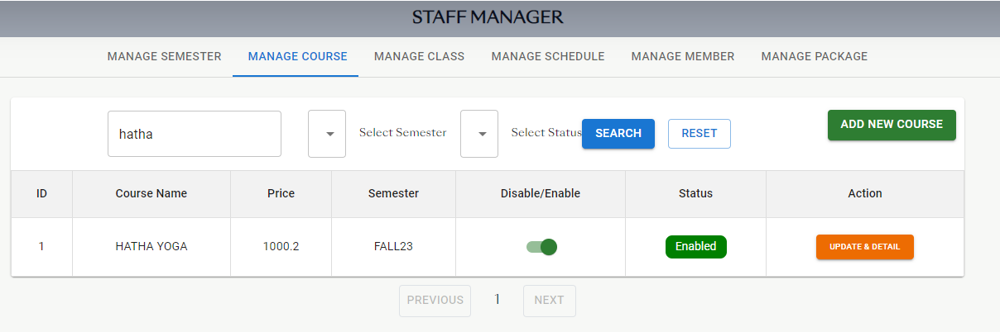 STAFF MANAGER
MANAGE SEMESTER MANAGE COURSE MANAGE CLASS MANAGE SCHEDULE MANAGE MEMBER MANAGE PACKAGE
hatha Select Semester Select Status SEARCH RESET ADD NEW COURSE
ID Course Name Price Semester Disable/Enable Status Action
1 HATHA YOGA 1000.2 FALL23 Enabled UPDATE & DETAIL
PREVIOUS 1 NEXT